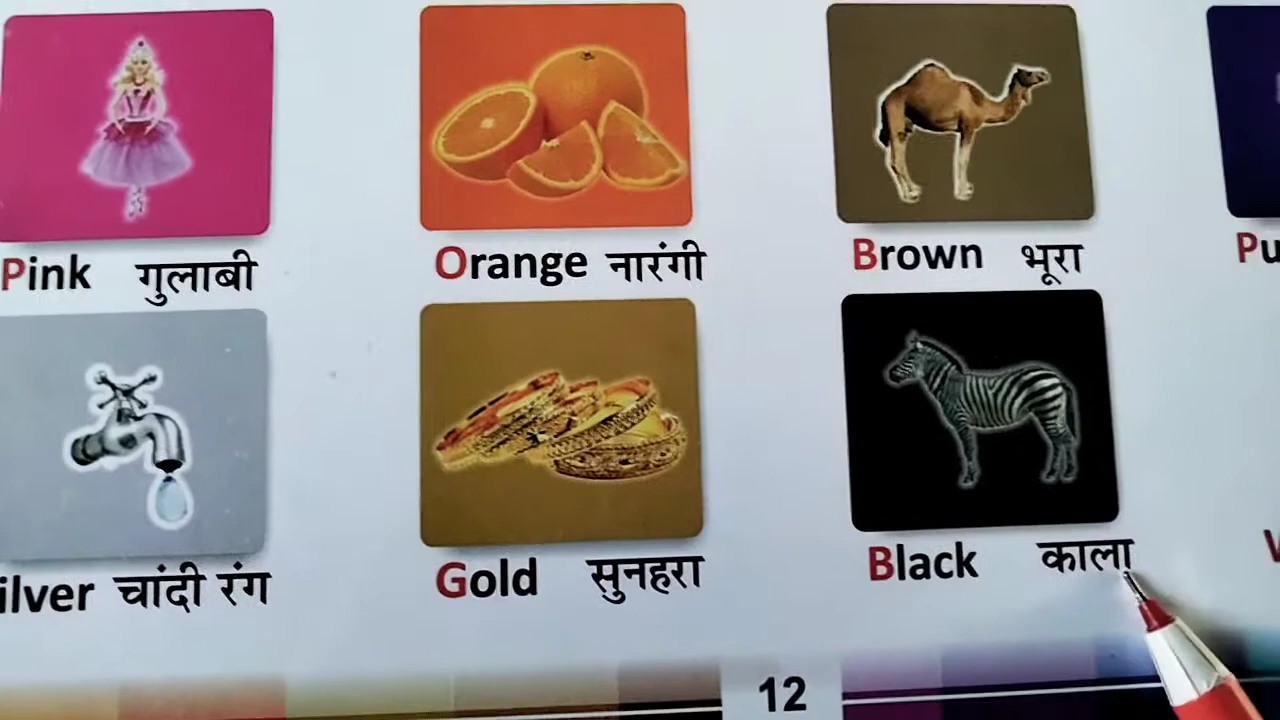 Pink गुलाबी
Orange नारंगी
Brown भूरा
ilver चांदी रंग
Gold सुनहरा
Black काला
12